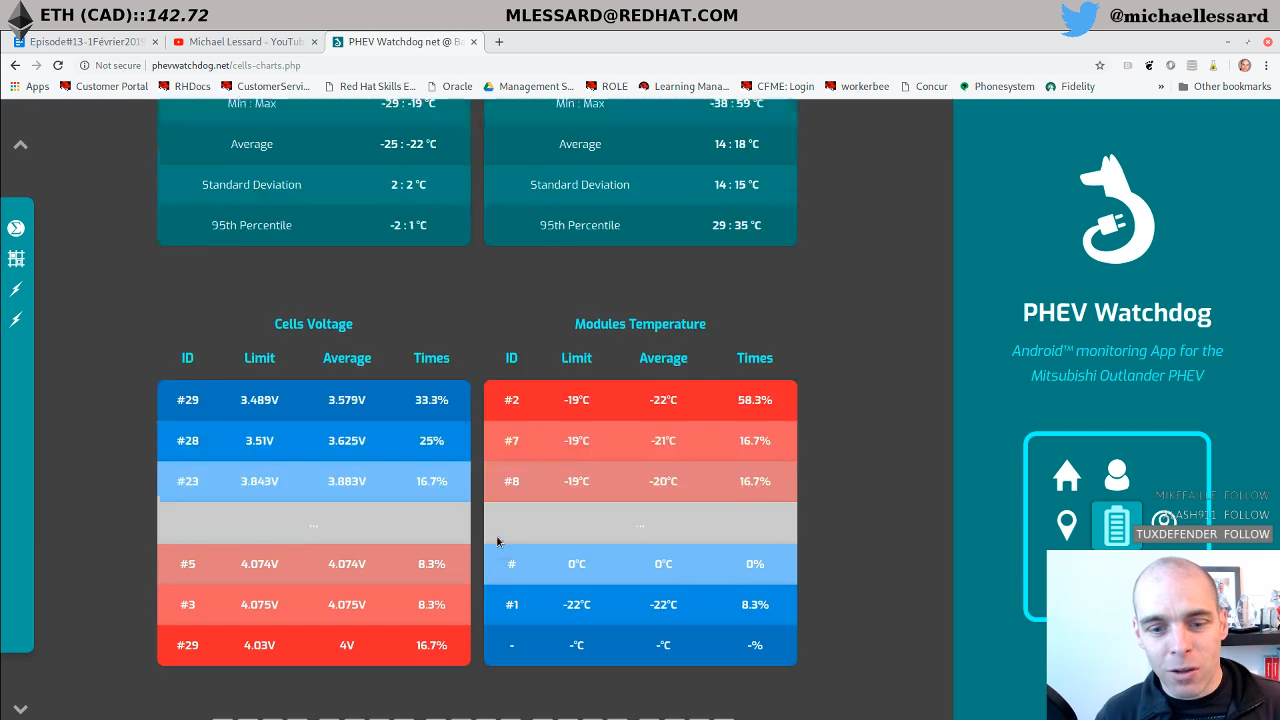 ETH (CAD)::142.72
MLESSARD@REDHAT.COM
@michaellessard
Episode#13-1Février2019
Michael Lessard - YouTu
PHEV Watchdog net @ Ba
Not secure
phevwatchdog.net/cells-charts.php
Apps
Customer Portal
RHDocs
CustomerServi...
Red Hat Skills E...
Oracle
Management S...
ROLE
Learning Mana...
CFME: Login
workerbee
Concur
Phonesystem
Fidelity
»
Other bookmarks
Min : Max -29 : -19 °C
Average -25 : -22 °C
Standard Deviation 2 : 2 °C
95th Percentile -2 : 1 °C
Min : Max -38 : 59 °C
Average 14 : 18 °C
Standard Deviation 14 : 15 °C
95th Percentile 29 : 35 °C
Cells Voltage
ID Limit Average Times
#29 3.489V 3.579V 33.3%
#28 3.51V 3.625V 25%
#23 3.843V 3.883V 16.7%
...
#5 4.074V 4.074V 8.3%
#3 4.075V 4.075V 8.3%
#29 4.03V 4V 16.7%
Modules Temperature
ID Limit Average Times
#2 -19°C -22°C 58.3%
#7 -19°C -21°C 16.7%
#8 -19°C -20°C 16.7%
...
# 0°C 0°C 0%
#1 -22°C -22°C 8.3%
- -°C -°C -%
PHEV Watchdog
Android™ monitoring App for the
Mitsubishi Outlander PHEV
MIKEFAILLE FOLLOW
FOLLOW
TUXDEFENDER FOLLOW